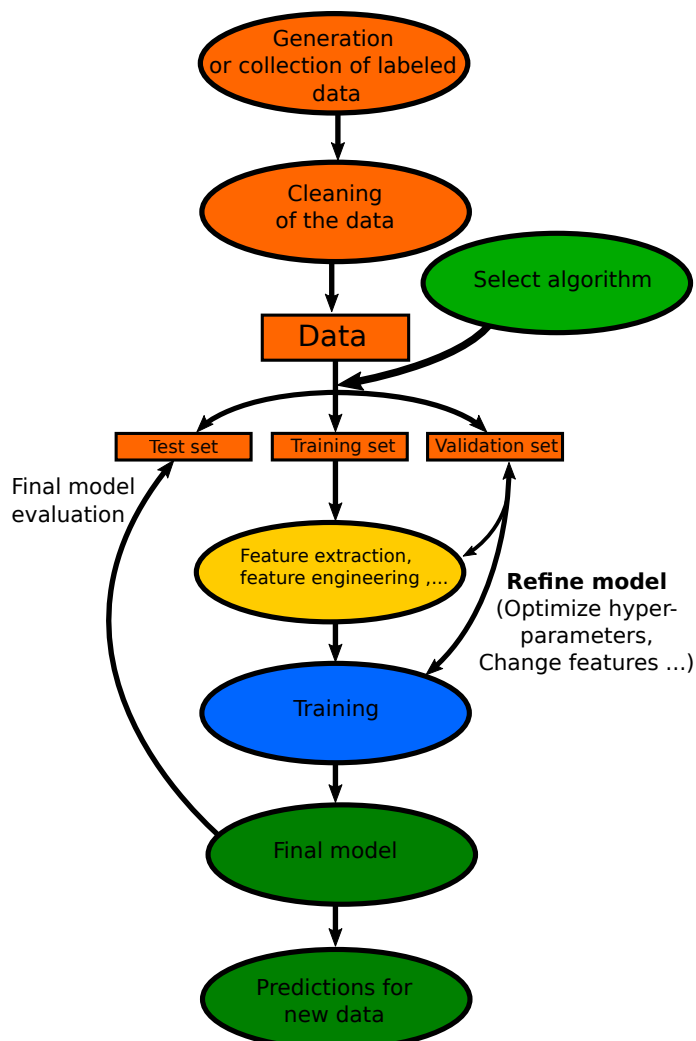 Generation
or collection of labeled
data
Cleaning
of the data
Select algorithm
Data
Test set
Training set
Validation set
Final model
evaluation
Feature extraction,
feature engineering ,...
Refine model
(Optimize hyper-
parameters,
Change features ...)
Training
Final model
Predictions for
new data